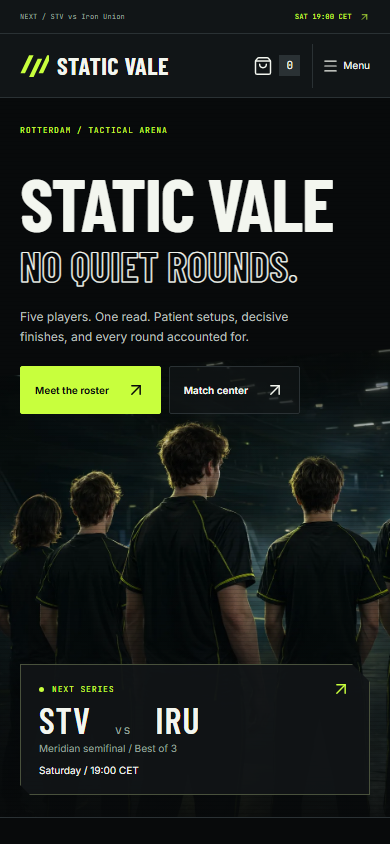 NEXT / STV vs Iron Union
SAT 19:00 CET
STATIC VALE
0
Menu
ROTTERDAM / TACTICAL ARENA
STATIC VALE
NO QUIET ROUNDS.
Five players. One read. Patient setups, decisive
finishes, and every round accounted for.
Meet the roster
Match center
NEXT SERIES
STV VS IRU
Meridian semifinal / Best of 3
Saturday / 19:00 CET